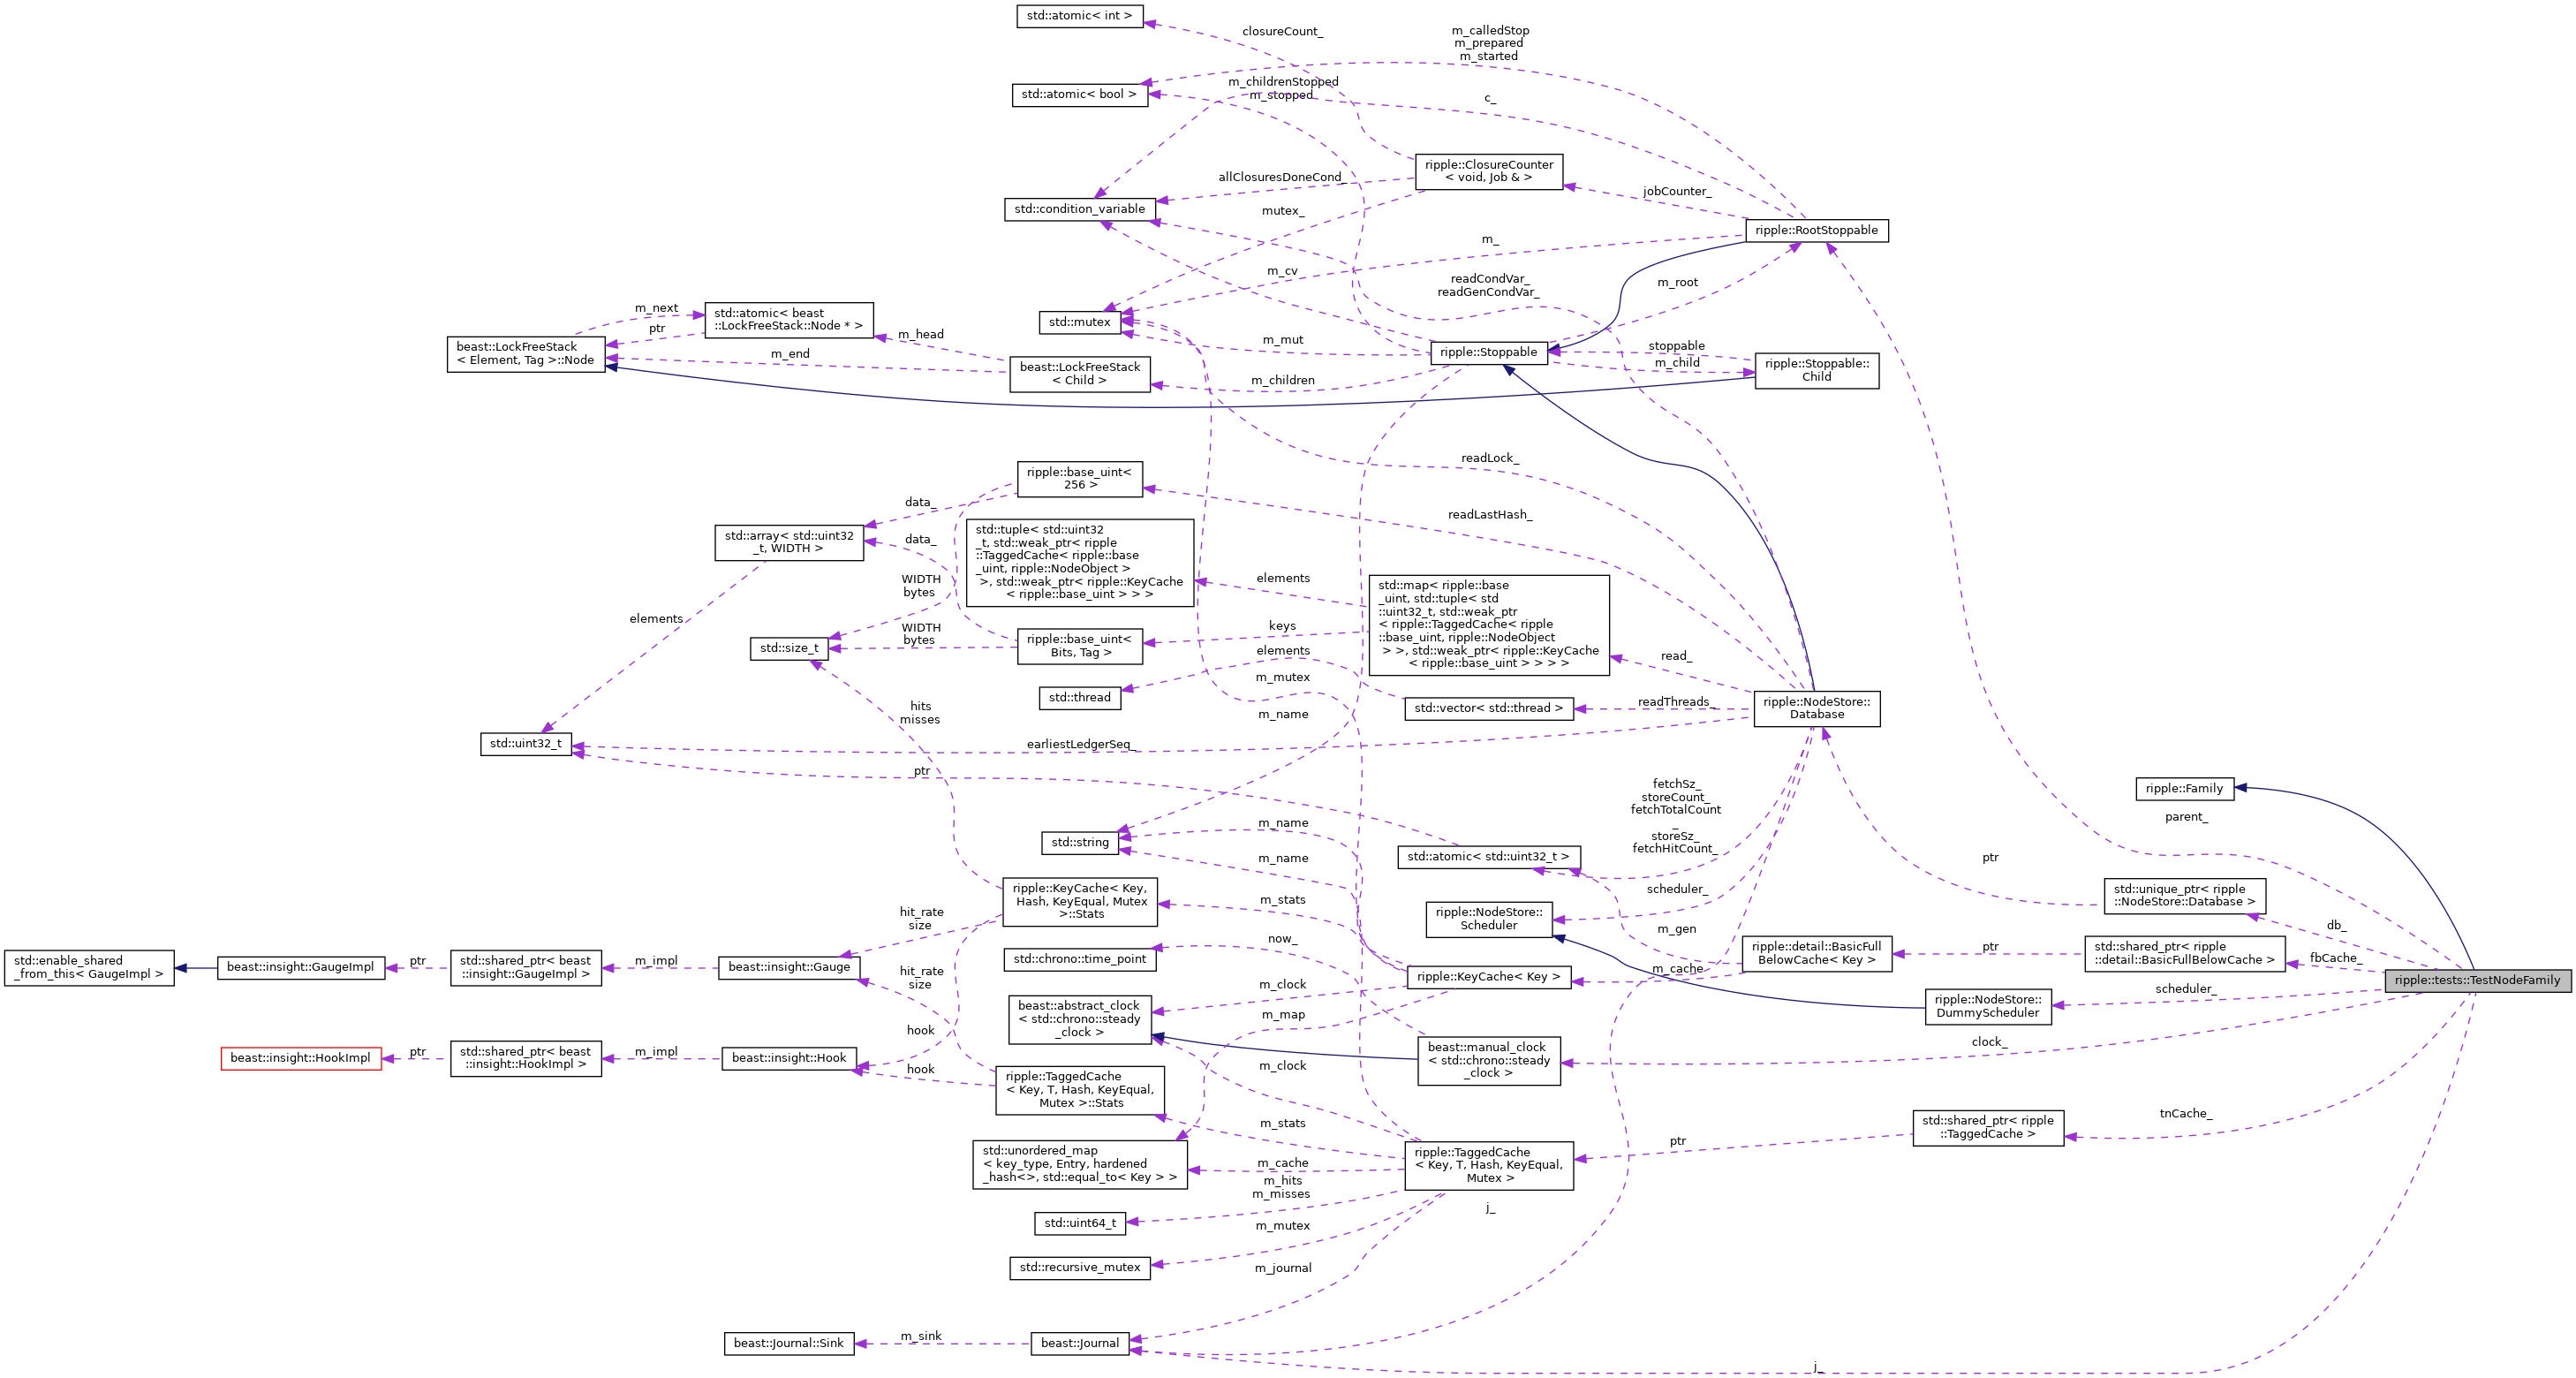 std::atomic< int >
closureCount_
m_calledStop
m_prepared
m_started
std::atomic< bool >
m_childrenStopped
m_stopped
c_
ripple::ClosureCounter
< void, Job & >
allClosuresDoneCond_
jobCounter_
std::condition_variable
mutex_
ripple::RootStoppable
m_
m_cv
readCondVar_
readGenCondVar_
m_root
m_next
std::atomic< beast
::LockFreeStack::Node * >
std::mutex
ptr
m_head
m_mut
beast::LockFreeStack
< Element, Tag >::Node
m_end
ripple::Stoppable
stoppable
m_child
ripple::Stoppable::
Child
beast::LockFreeStack
< Child >
m_children
readLock_
ripple::base_uint<
256 >
data_
readLastHash_
std::array< std::uint32
_t, WIDTH >
data_
std::tuple< std::uint32
_t, std::weak_ptr< ripple
::TaggedCache< ripple::base
_uint, ripple::NodeObject >
>, std::weak_ptr< ripple::KeyCache
< ripple::base_uint > > >
elements
std::map< ripple::base
_uint, std::tuple< std
::uint32_t, std::weak_ptr
< ripple::TaggedCache< ripple
::base_uint, ripple::NodeObject
> >, std::weak_ptr< ripple::KeyCache
< ripple::base_uint > > > >
WIDTH
bytes
elements
WIDTH
bytes
keys
ripple::base_uint<
Bits, Tag >
std::size_t
elements
read_
std::thread
m_mutex
std::vector< std::thread >
readThreads_
ripple::NodeStore::
Database
hits
misses
m_name
std::uint32_t
earliestLedgerSeq_
ptr
fetchSz_
storeCount_
fetchTotalCount
_
storeSz_
fetchHitCount_
ripple::Family
parent_
m_name
std::string
m_name
std::atomic< std::uint32_t >
ptr
scheduler_
ripple::KeyCache< Key,
Hash, KeyEqual, Mutex
>::Stats
m_stats
std::unique_ptr< ripple
::NodeStore::Database >
hit_rate
size
ripple::NodeStore::
Scheduler
m_gen
db_
now_
ripple::detail::BasicFull
BelowCache< Key >
ptr
std::shared_ptr< ripple
::detail::BasicFullBelowCache >
fbCache_
std::enable_shared
_from_this< GaugeImpl >
beast::insight::GaugeImpl
ptr
std::shared_ptr< beast
::insight::GaugeImpl >
m_impl
beast::insight::Gauge
std::chrono::time_point
m_cache
hit_rate
size
ripple::KeyCache< Key >
m_clock
ripple::tests::TestNodeFamily
scheduler_
beast::abstract_clock
< std::chrono::steady
_clock >
m_map
ripple::NodeStore::
DummyScheduler
hook
beast::manual_clock
< std::chrono::steady
_clock >
clock_
beast::insight::HookImpl
ptr
std::shared_ptr< beast
::insight::HookImpl >
m_impl
beast::insight::Hook
hook
m_clock
ripple::TaggedCache
< Key, T, Hash, KeyEqual,
Mutex >::Stats
m_stats
tnCache_
std::shared_ptr< ripple
::TaggedCache >
ptr
std::unordered_map
< key_type, Entry, hardened
_hash<>, std::equal_to< Key > >
m_cache
ripple::TaggedCache
< Key, T, Hash, KeyEqual,
Mutex >
m_hits
m_misses
std::uint64_t
j_
m_mutex
std::recursive_mutex
m_journal
beast::Journal::Sink
m_sink
beast::Journal
j_